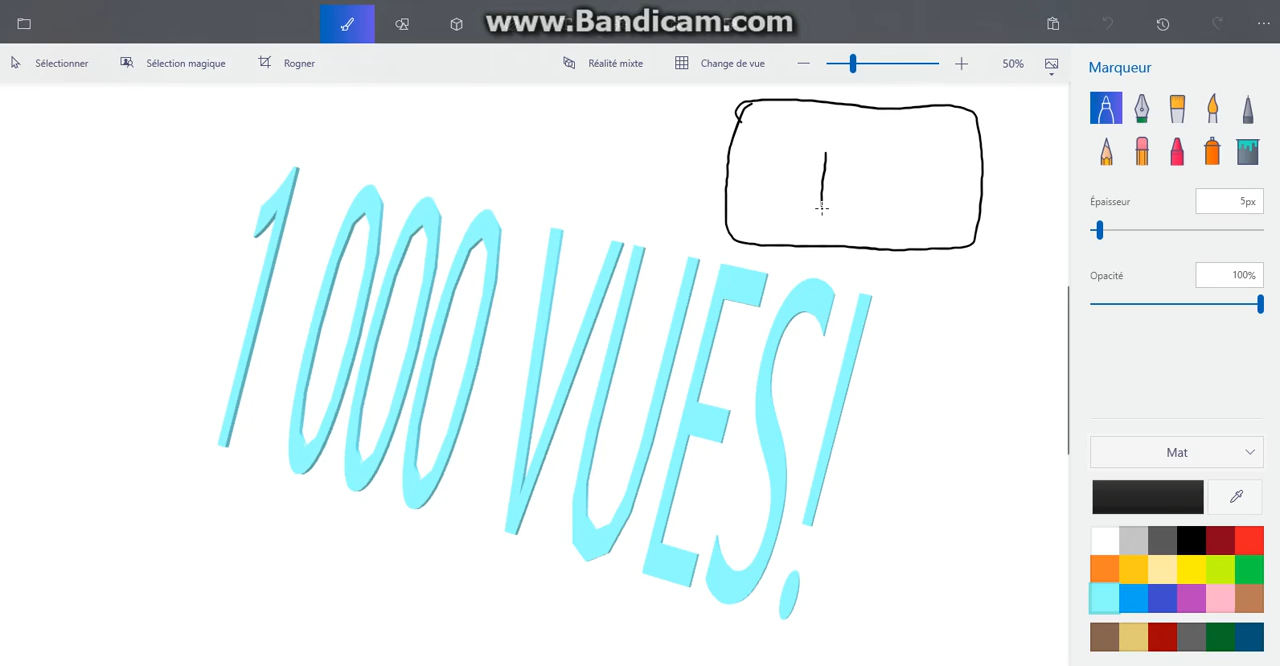 www.Bandicam.com
Sélectionner Sélection magique Rogner Réalité mixte Change de vue 50%
Marqueur
Épaisseur 5px
Opacité 100%
1 000 VUES!
Mat